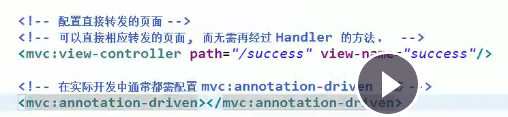 <!-- 配置直接转发的页面 -->
<!-- 可以直接相应转发的页面, 而无需再经过 Handler 的方法.  -->
<mvc:view-controller path="/success" view-name="success"/>
<!-- 在实际开发中通常都需配置 mvc:annotation-driven -->
<mvc:annotation-driven></mvc:annotation-driven>